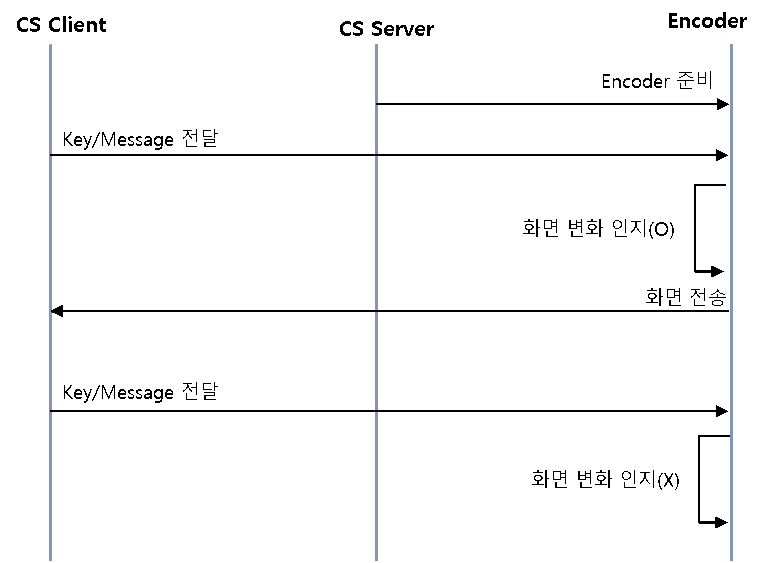 CS Client
CS Server
Encoder
Encoder 준비
Key/Message 전달
화면 변화 인지(O)
화면 전송
Key/Message 전달
화면 변화 인지(X)